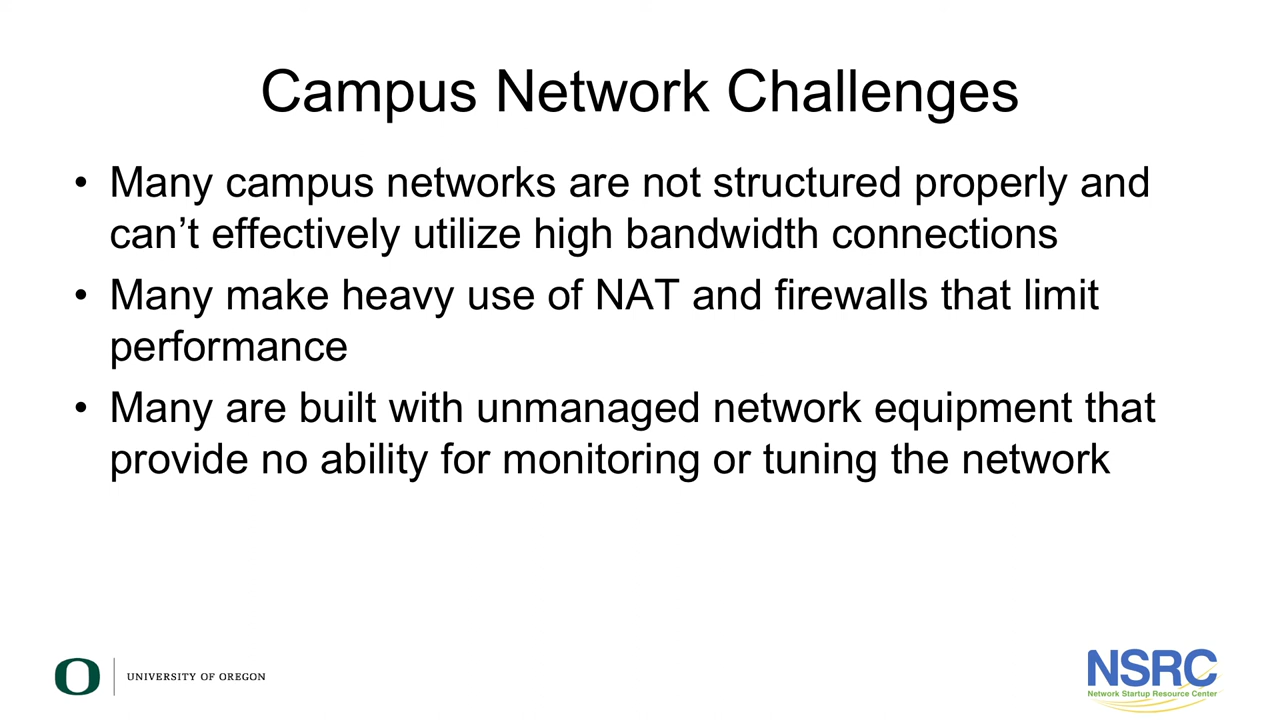 Campus Network Challenges
• Many campus networks are not structured properly and
can’t effectively utilize high bandwidth connections
• Many make heavy use of NAT and firewalls that limit
performance
• Many are built with unmanaged network equipment that
provide no ability for monitoring or tuning the network
O
UNIVERSITY OF OREGON
NSRC
Network Startup Resource Center